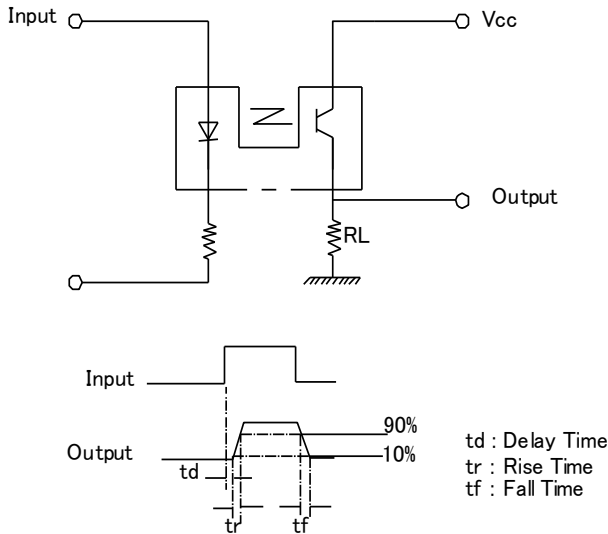 Input
Vcc
Output
RL
Input
Output
90%
10%
td
tr
tf
td : Delay Time
tr : Rise Time
tf : Fall Time